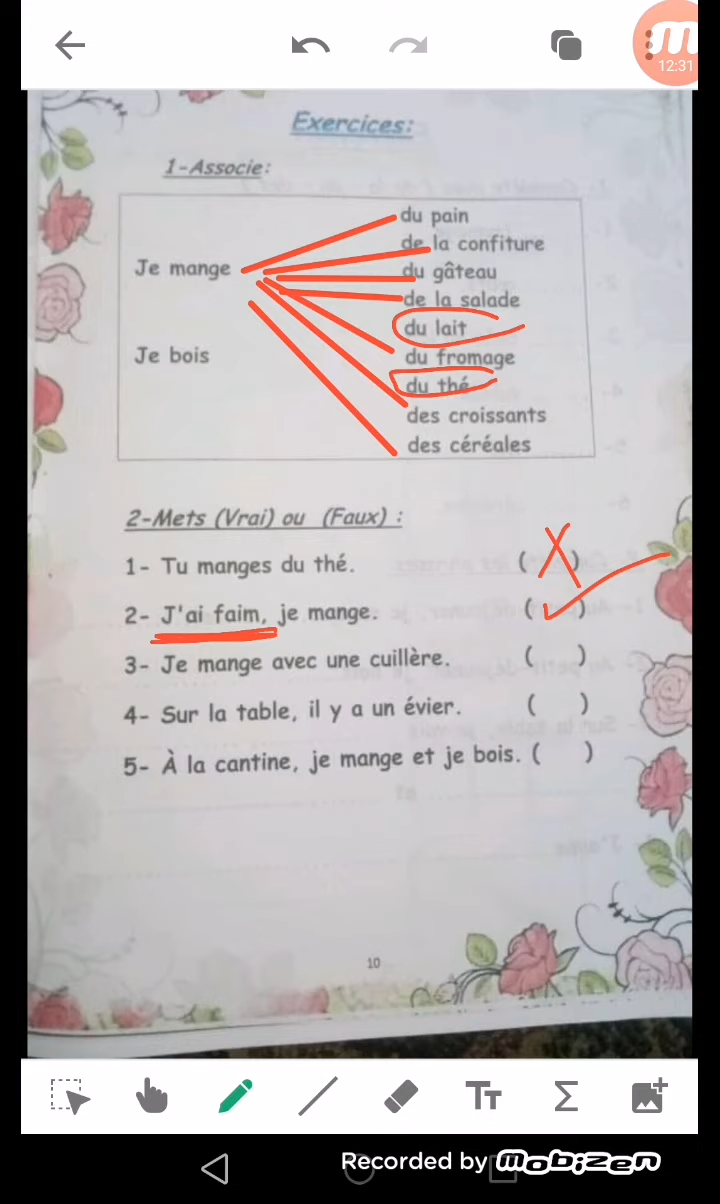 12:31
Exercices:
1-Associe:
du pain
de la confiture
Je mange
du gâteau
de la salade
du lait
Je bois
du fromage
du thé
des croissants
des céréales
2-Mets (Vrai) ou (Faux) :
1- Tu manges du thé. ( X )
2- J'ai faim, je mange. ( ✓ )
3- Je mange avec une cuillère. ( )
4- Sur la table, il y a un évier. ( )
5- À la cantine, je mange et je bois. ( )
10
Tт
Σ
Recorded by mobizen